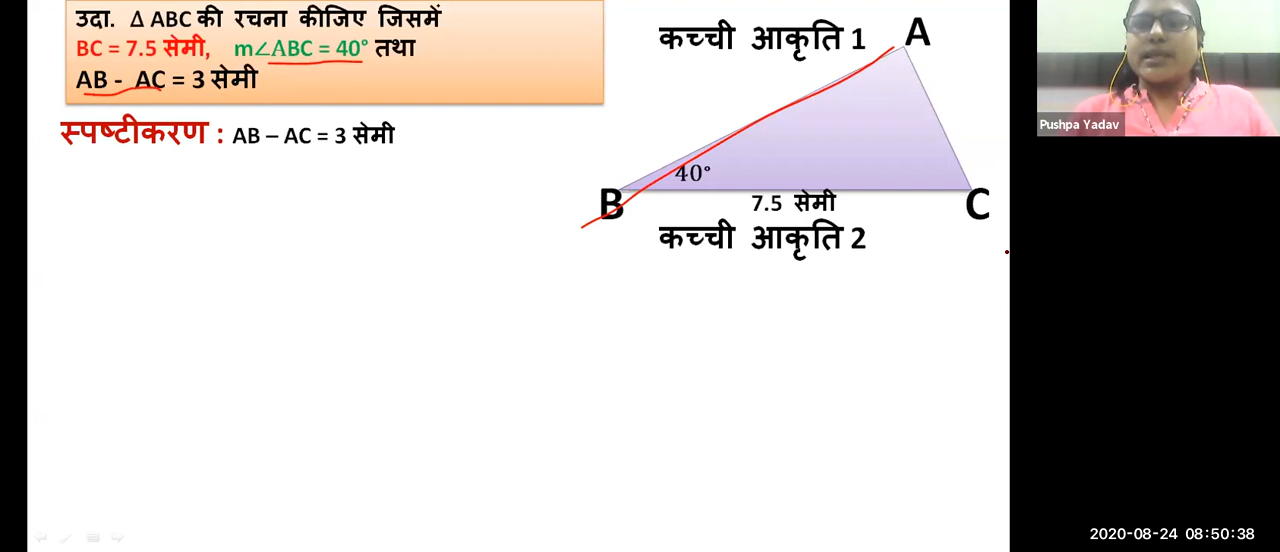 उदा. Δ ABC की रचना कीजिए जिसमें
BC = 7.5 सेमी, m∠ABC = 40° तथा
AB - AC = 3 सेमी
स्पष्टीकरण : AB – AC = 3 सेमी
कच्ची आकृति 1
A
40°
B
7.5 सेमी
C
कच्ची आकृति 2
Pushpa Yadav
2020-08-24 08:50:38